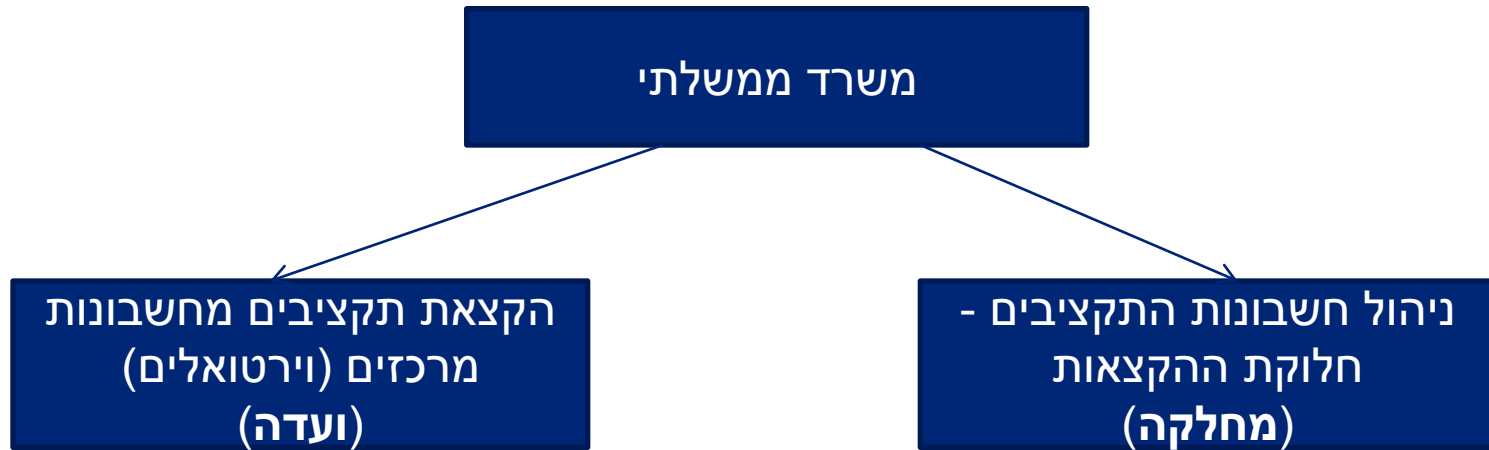 משרד ממשלתי
ניהול חשבונות התקציבים -
חלוקת ההקצאות
(מחלקה)
הקצאת תקציבים מחשבונות
מרכזים (וירטואלים)
(ועדה)